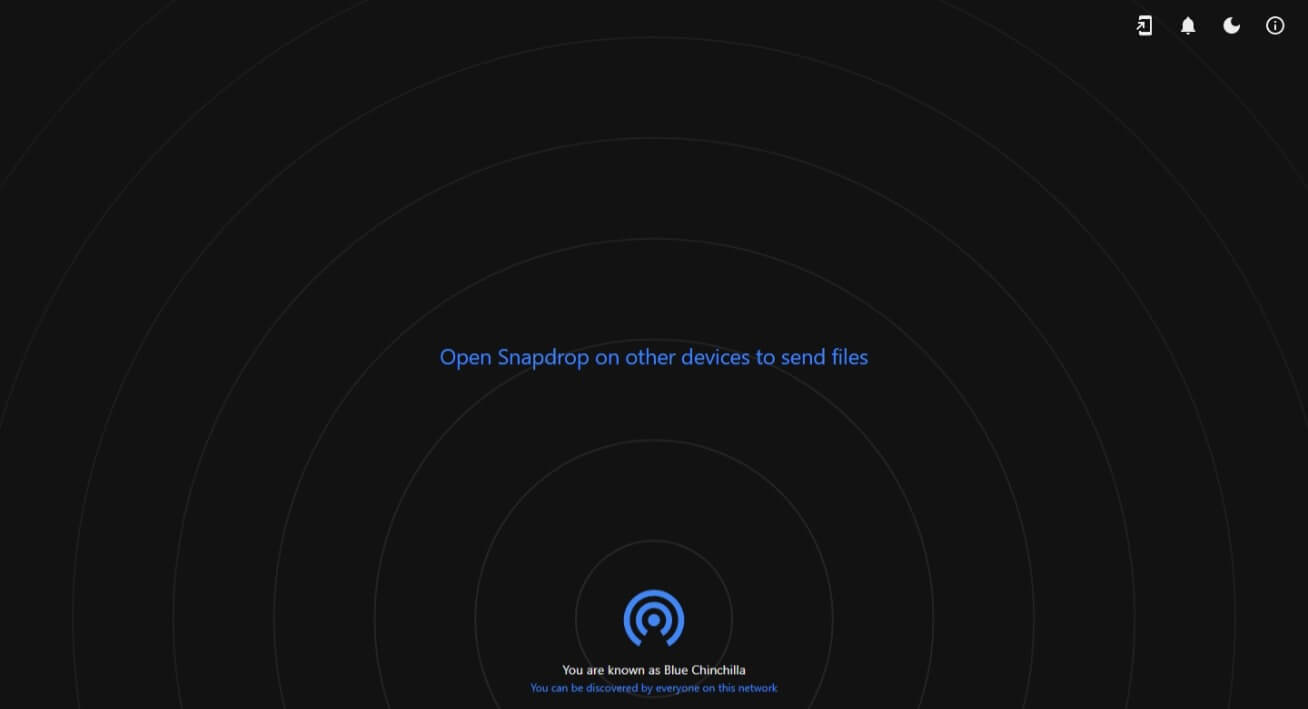 Open Snapdrop on other devices to send files
You are known as Blue Chinchilla
You can be discovered by everyone on this network